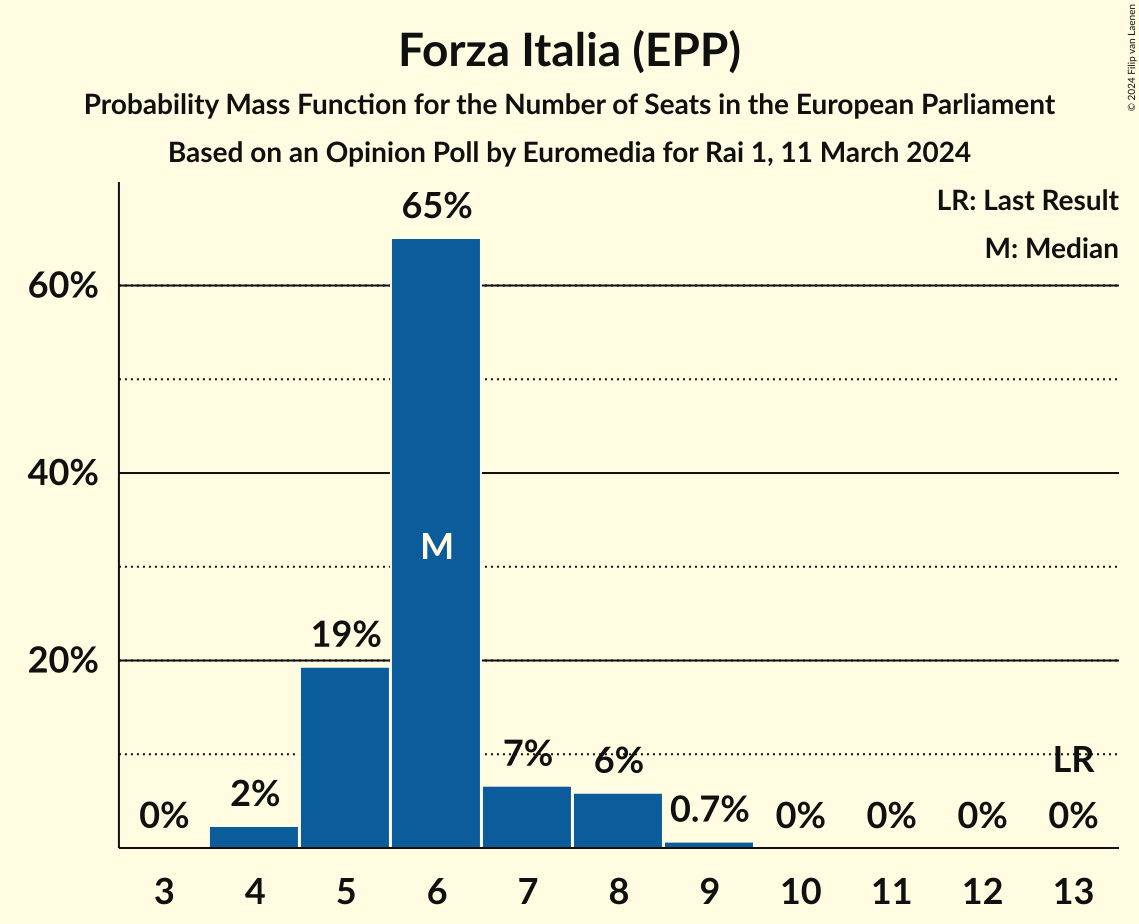 Forza Italia (EPP)
Probability Mass Function for the Number of Seats in the European Parliament
Based on an Opinion Poll by Euromedia for Rai 1, 11 March 2024
© 2024 Filip van Laenen
LR: Last Result
M: Median
60%
40%
20%
0%
2%
19%
65%
M
7%
6%
0.7%
0%
0%
0%
LR
0%
3 4 5 6 7 8 9 10 11 12 13